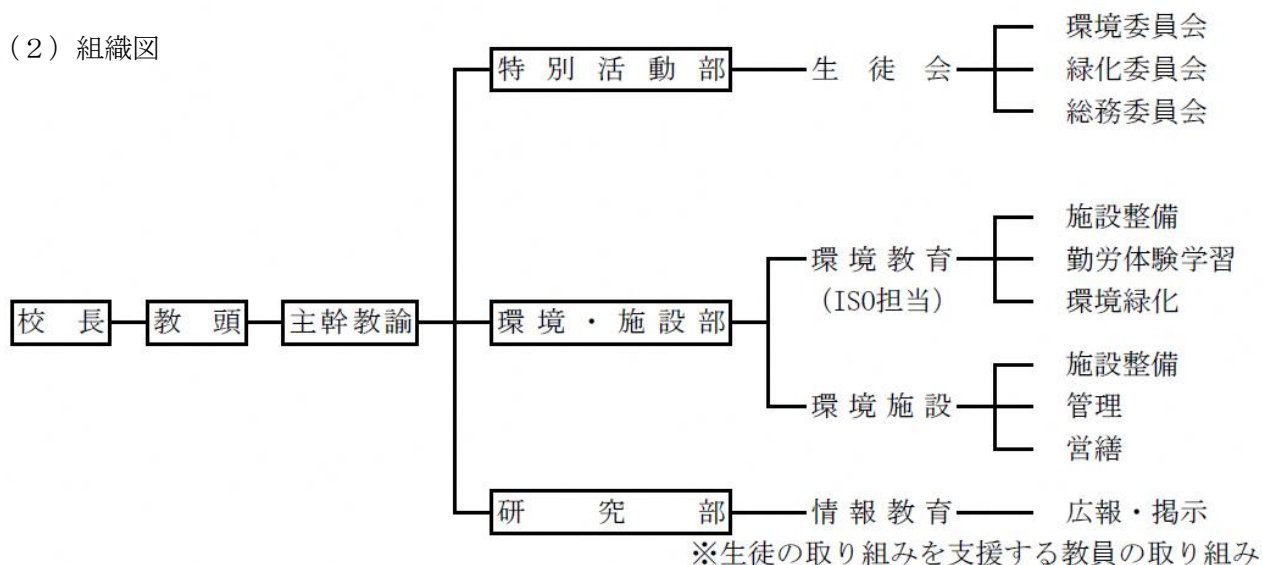 (2) 組織図
特別活動部
生徒会
環境委員会
緑化委員会
総務委員会
校長
教頭
主幹教諭
環境・施設部
環境教育
(ISO担当)
施設整備
勤労体験学習
環境緑化
環境施設
施設整備
管理
営繕
研究部
情報教育
広報・掲示
※生徒の取り組みを支援する教員の取り組み